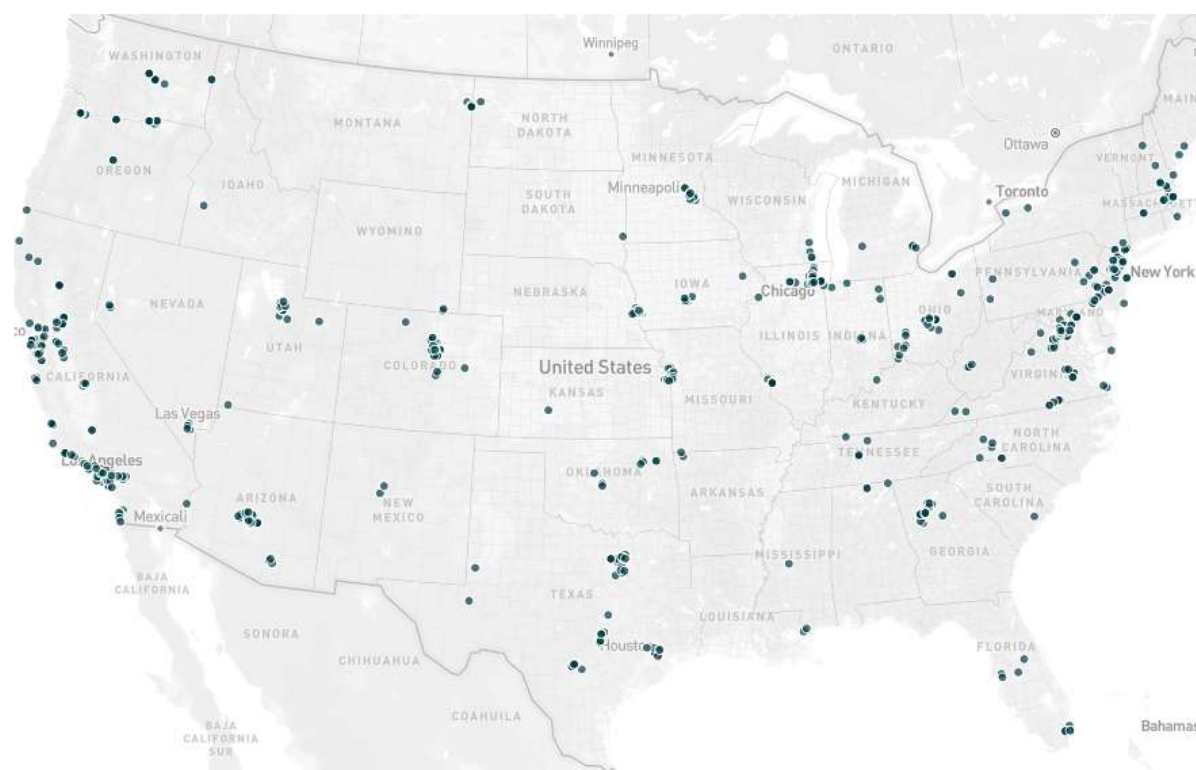 Winnipeg
WASHINGTON
ONTARIO
MAIN
MONTANA
NORTH
DAKOTA
Ottawa
MINNESOTA
VERMONT
OREGON
IDAHO
Minneapoli
MICHIGAN
Toronto
SOUTH
DAKOTA
WISCONSIN
WYOMING
PENNSYLVANIA
New York
NEVADA
NEBRASKA
IOWA
Chicago
OHIO
UTAH
ILLINOIS
INDIANA
COLORADO
United States
CALIFORNIA
KANSAS
MISSOURI
VIRGINIA
KENTUCKY
Las Vegas
NORTH
CAROLINA
TENNESSEE
Los Angeles
OKLAHOMA
ARIZONA
NEW
MEXICO
ARKANSAS
SOUTH
CAROLINA
Mexicali
MISSISSIPPI
GEORGIA
BAJA
CALIFORNIA
TEXAS
LOUISIANA
SONORA
Houston
FLORIDA
CHIHUAHUA
COAHUILA
BAJA
CALIFORNIA
SUR
Bahamas